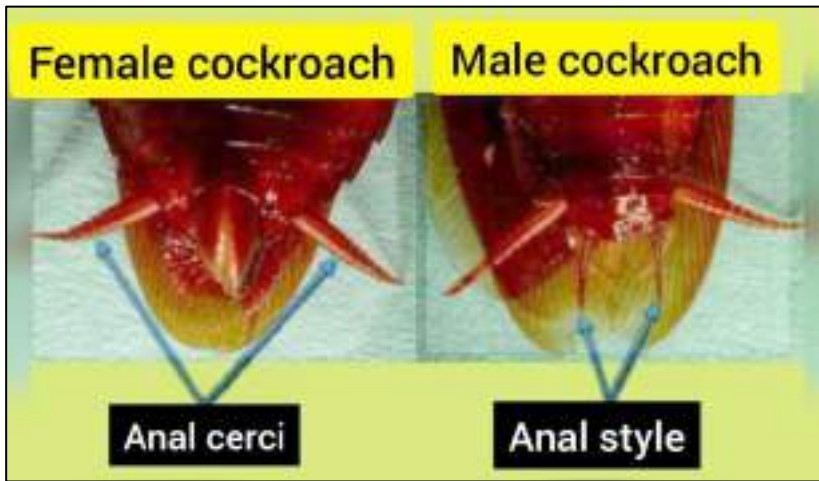 Female cockroach
Male cockroach
Anal cerci
Anal style